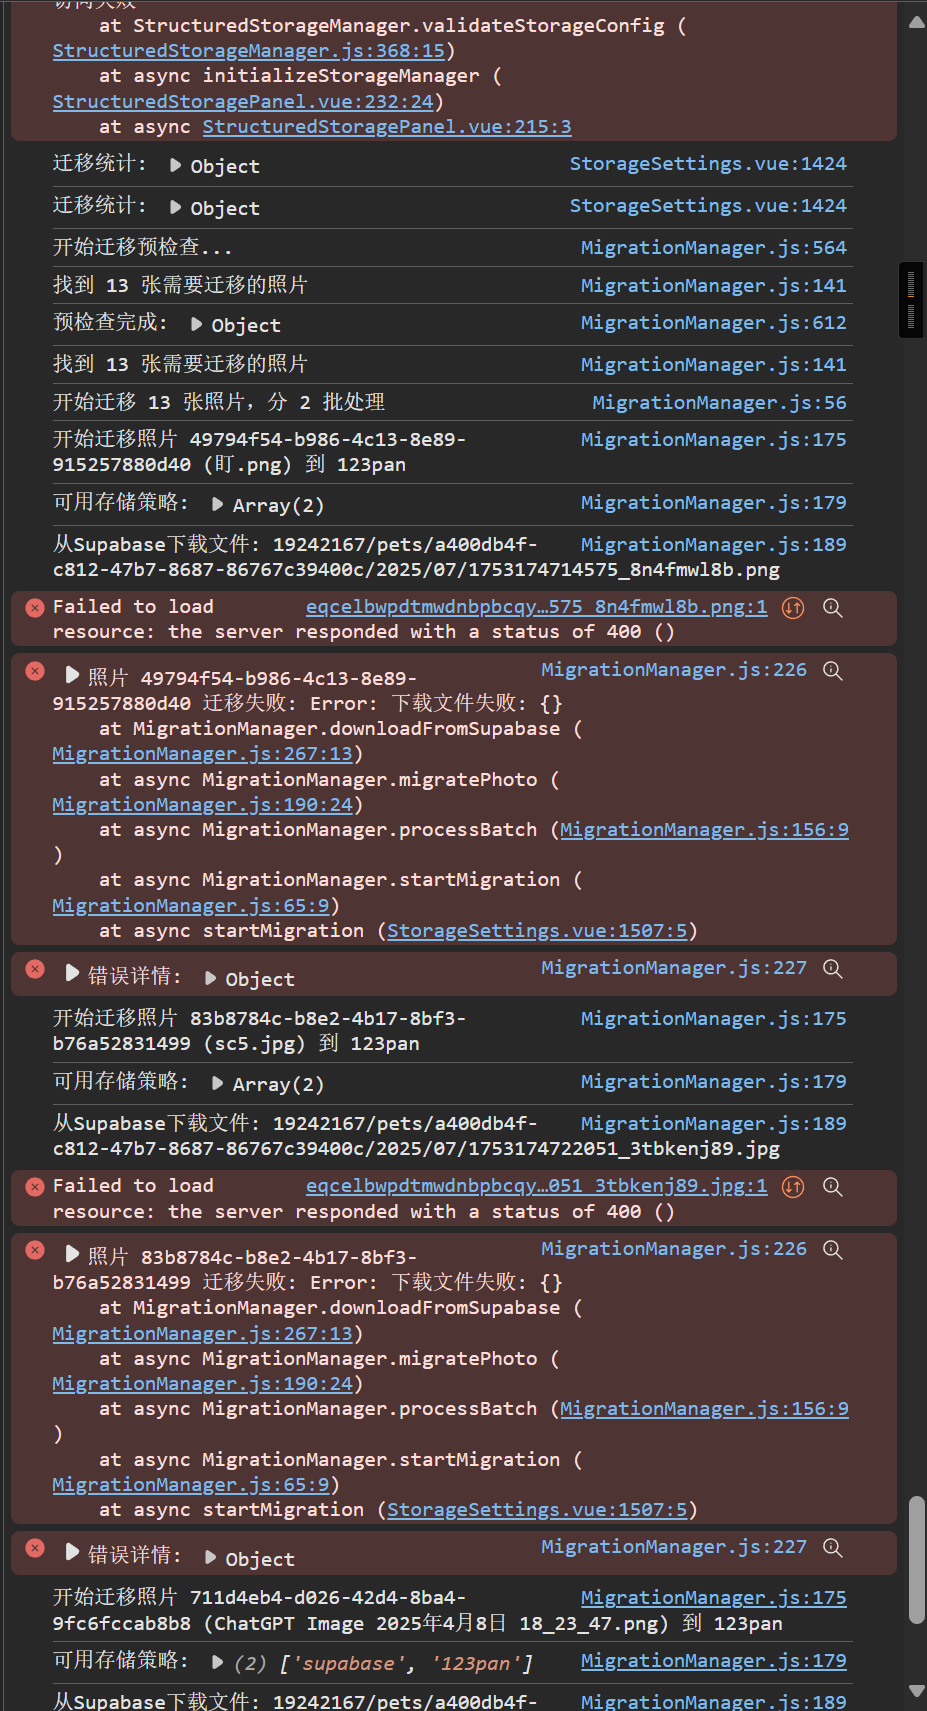 访问失败
    at StructuredStorageManager.validateStorageConfig (
StructuredStorageManager.js:368:15)
    at async initializeStorageManager (
StructuredStoragePanel.vue:232:24)
    at async StructuredStoragePanel.vue:215:3
迁移统计: ▶ Object StorageSettings.vue:1424
迁移统计: ▶ Object StorageSettings.vue:1424
开始迁移预检查... MigrationManager.js:564
找到 13 张需要迁移的照片 MigrationManager.js:141
预检查完成: ▶ Object MigrationManager.js:612
找到 13 张需要迁移的照片 MigrationManager.js:141
开始迁移 13 张照片，分 2 批处理 MigrationManager.js:56
开始迁移照片 49794f54-b986-4c13-8e89- MigrationManager.js:175
915257880d40 (盯.png) 到 123pan
可用存储策略: ▶ Array(2) MigrationManager.js:179
从Supabase下载文件: 19242167/pets/a400db4f- MigrationManager.js:189
c812-47b7-8687-86767c39400c/2025/07/1753174714575_8n4fmwl8b.png
Failed to load eqcelbwpdtmwdnbpbcqy…575_8n4fmwl8b.png:1
resource: the server responded with a status of 400 ()
▶ 照片 49794f54-b986-4c13-8e89- MigrationManager.js:226
915257880d40 迁移失败: Error: 下载文件失败: {}
    at MigrationManager.downloadFromSupabase (
MigrationManager.js:267:13)
    at async MigrationManager.migratePhoto (
MigrationManager.js:190:24)
    at async MigrationManager.processBatch (MigrationManager.js:156:9
)
    at async MigrationManager.startMigration (
MigrationManager.js:65:9)
    at async startMigration (StorageSettings.vue:1507:5)
▶ 错误详情: ▶ Object MigrationManager.js:227
开始迁移照片 83b8784c-b8e2-4b17-8bf3- MigrationManager.js:175
b76a52831499 (sc5.jpg) 到 123pan
可用存储策略: ▶ Array(2) MigrationManager.js:179
从Supabase下载文件: 19242167/pets/a400db4f- MigrationManager.js:189
c812-47b7-8687-86767c39400c/2025/07/1753174722051_3tbkenj89.jpg
Failed to load eqcelbwpdtmwdnbpbcqy…051_3tbkenj89.jpg:1
resource: the server responded with a status of 400 ()
▶ 照片 83b8784c-b8e2-4b17-8bf3- MigrationManager.js:226
b76a52831499 迁移失败: Error: 下载文件失败: {}
    at MigrationManager.downloadFromSupabase (
MigrationManager.js:267:13)
    at async MigrationManager.migratePhoto (
MigrationManager.js:190:24)
    at async MigrationManager.processBatch (MigrationManager.js:156:9
)
    at async MigrationManager.startMigration (
MigrationManager.js:65:9)
    at async startMigration (StorageSettings.vue:1507:5)
▶ 错误详情: ▶ Object MigrationManager.js:227
开始迁移照片 711d4eb4-d026-42d4-8ba4- MigrationManager.js:175
9fc6fccab8b8 (ChatGPT Image 2025年4月8日 18_23_47.png) 到 123pan
可用存储策略: ▶ (2) ['supabase', '123pan'] MigrationManager.js:179
从Supabase下载文件: 19242167/pets/a400db4f- MigrationManager.js:189